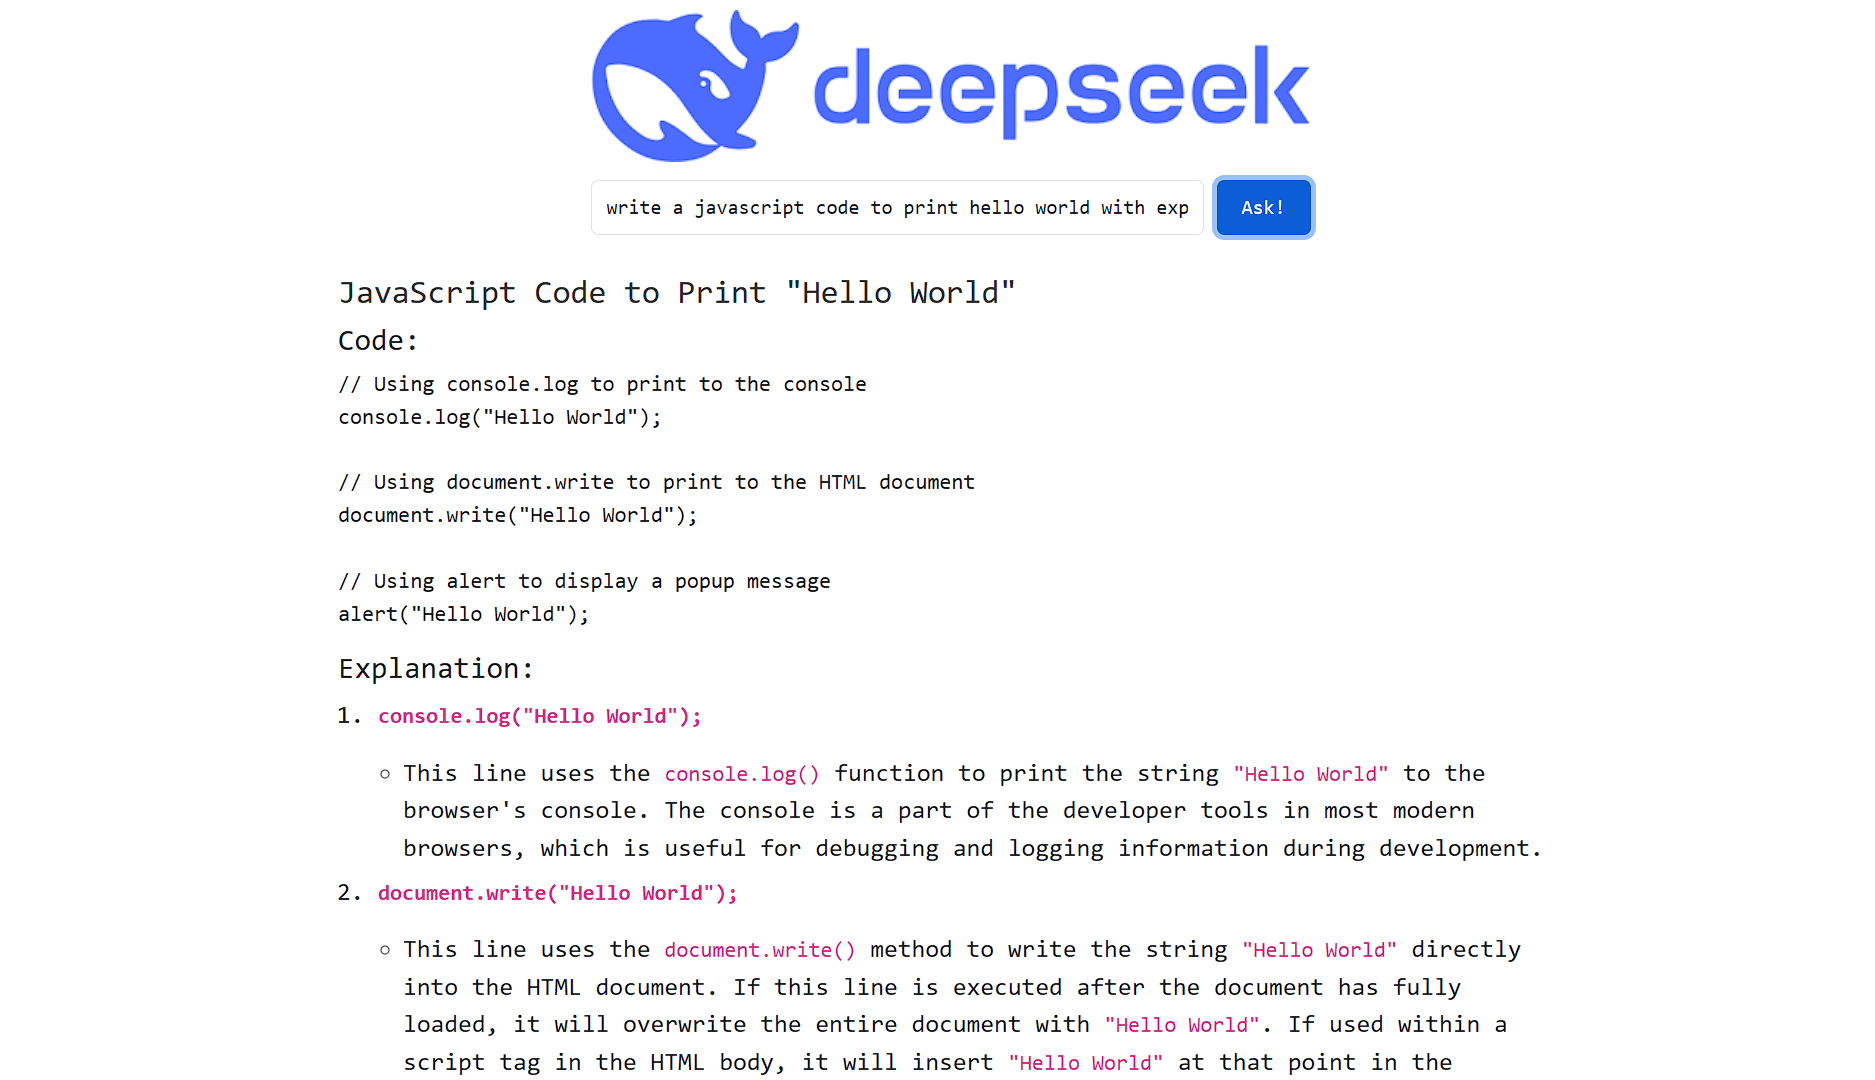 deepseek
write a javascript code to print hello world with exp
Ask!
JavaScript Code to Print "Hello World"
Code:
// Using console.log to print to the console
console.log("Hello World");
// Using document.write to print to the HTML document
document.write("Hello World");
// Using alert to display a popup message
alert("Hello World");
Explanation:
1. console.log("Hello World");
○ This line uses the console.log() function to print the string "Hello World" to the
browser's console. The console is a part of the developer tools in most modern
browsers, which is useful for debugging and logging information during development.
2. document.write("Hello World");
○ This line uses the document.write() method to write the string "Hello World" directly
into the HTML document. If this line is executed after the document has fully
loaded, it will overwrite the entire document with "Hello World". If used within a
script tag in the HTML body, it will insert "Hello World" at that point in the